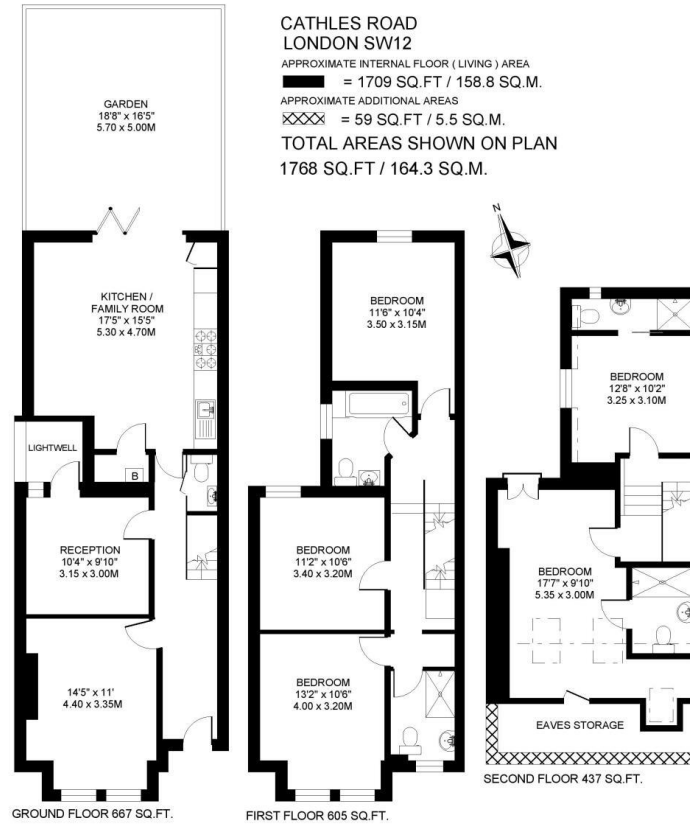 CATHLES ROAD
LONDON SW12
APPROXIMATE INTERNAL FLOOR ( LIVING ) AREA
= 1709 SQ.FT / 158.8 SQ.M.
APPROXIMATE ADDITIONAL AREAS
= 59 SQ.FT / 5.5 SQ.M.
TOTAL AREAS SHOWN ON PLAN
1768 SQ.FT / 164.3 SQ.M.
N
GARDEN
18'8" x 16'5"
5.70 x 5.00M
KITCHEN /
FAMILY ROOM
17'5" x 15'5"
5.30 x 4.70M
LIGHTWELL
B
RECEPTION
10'4" x 9'10"
3.15 x 3.00M
14'5" x 11'
4.40 x 3.35M
GROUND FLOOR 667 SQ.FT.
BEDROOM
11'6" x 10'4"
3.50 x 3.15M
BEDROOM
11'2" x 10'6"
3.40 x 3.20M
BEDROOM
13'2" x 10'6"
4.00 x 3.20M
FIRST FLOOR 605 SQ.FT.
BEDROOM
12'8" x 10'2"
3.25 x 3.10M
BEDROOM
17'7" x 9'10"
5.35 x 3.00M
EAVES STORAGE
SECOND FLOOR 437 SQ.FT.